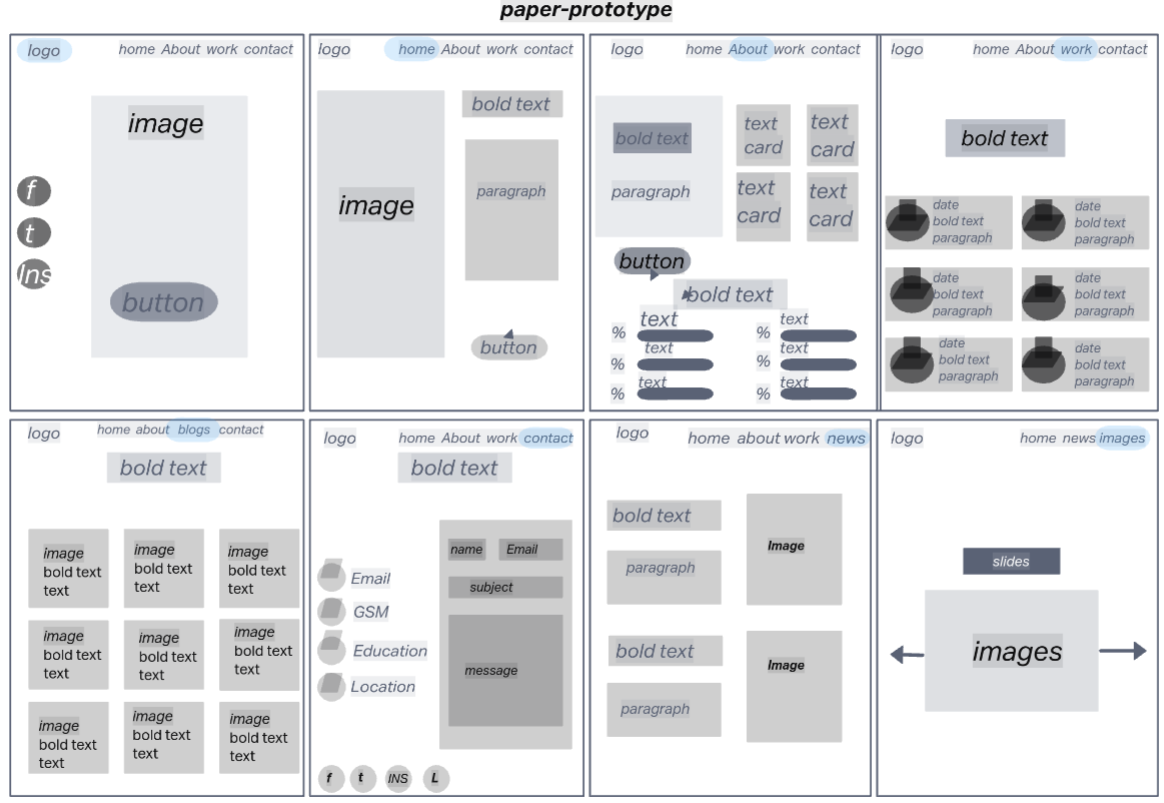 paper-prototype
logo
home About work contact
image
f
t
Ins
button
logo
home About work contact
bold text
image
paragraph
button
logo
home About work contact
bold text
paragraph
text
card
text
card
text
card
text
card
button
bold text
% text
% text
% text
% text
% text
% text
logo
home About work contact
bold text
date
bold text
paragraph
date
bold text
paragraph
date
bold text
paragraph
date
bold text
paragraph
date
bold text
paragraph
date
bold text
paragraph
logo
home about blogs contact
bold text
image
bold text
text
image
bold text
text
image
bold text
text
image
bold text
text
image
bold text
text
image
bold text
text
image
bold text
text
image
bold text
text
image
bold text
text
logo
home About work contact
bold text
Email
GSM
Education
Location
name Email
subject
message
f t INS L
logo
home about work news
bold text
paragraph
Image
bold text
paragraph
Image
logo
home news images
slides
images